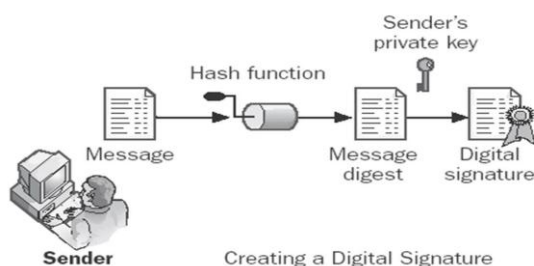 Sender's
private key
Hash function
Message
Message
digest
Digital
signature
Sender
Creating a Digital Signature